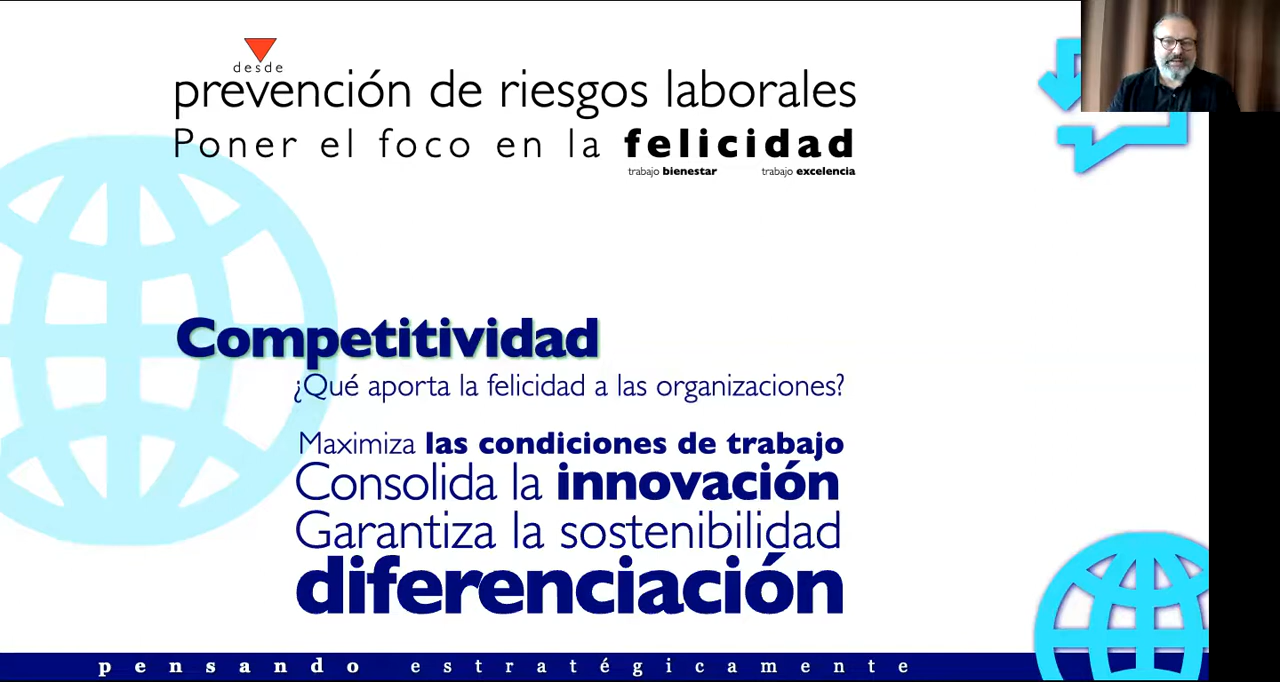 desde
prevención de riesgos laborales
Poner el foco en la felicidad
trabajo bienestar trabajo excelencia
Competitividad
¿Qué aporta la felicidad a las organizaciones?
Maximiza las condiciones de trabajo
Consolida la innovación
Garantiza la sostenibilidad
diferenciación
pensando estratégicamente